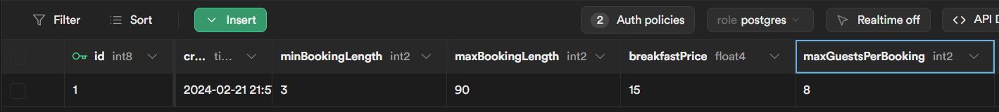 Filter Sort Insert 2 Auth policies role postgres Realtime off API D
id int8 cr... ti... minBookingLength int2 maxBookingLength int2 breakfastPrice float4 maxGuestsPerBooking int2
1 2024-02-21 21:5 3 90 15 8